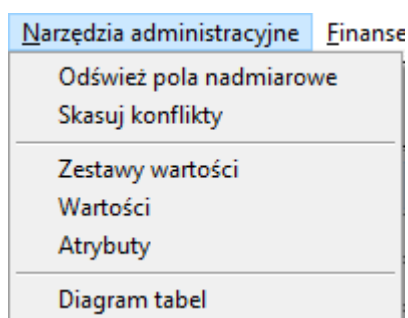 Narzędzia administracyjne Finanse
Odśwież pola nadmiarowe
Skasuj konflikty
Zestawy wartości
Wartości
Atrybuty
Diagram tabel